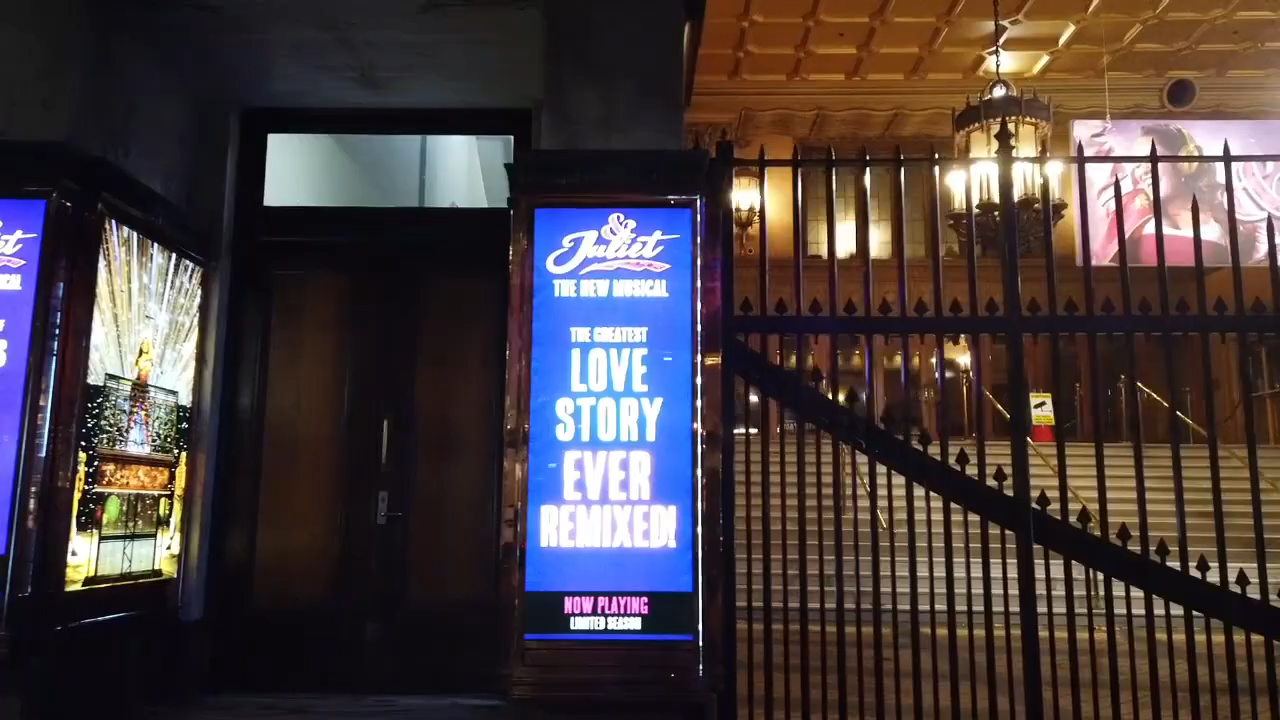 & Juliet
THE NEW MUSICAL
THE GREATEST
LOVE
STORY
EVER
REMIXED!
NOW PLAYING
LIMITED SEASON